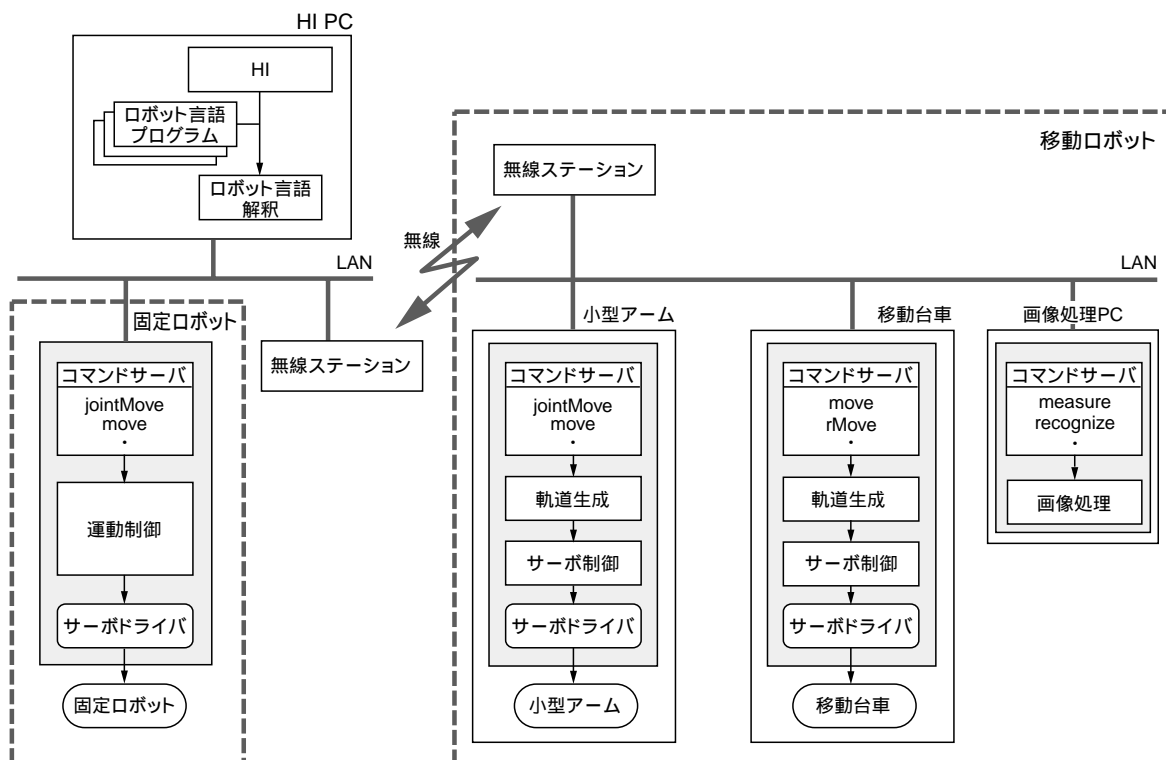 HI PC
HI
ロボット言語
プログラム
ロボット言語
解釈
LAN
無線
固定ロボット
無線ステーション
コマンドサーバ
jointMove
move
・
運動制御
サーボドライバ
固定ロボット
移動ロボット
無線ステーション
LAN
小型アーム
コマンドサーバ
jointMove
move
・
軌道生成
サーボ制御
サーボドライバ
小型アーム
移動台車
コマンドサーバ
move
rMove
・
軌道生成
サーボ制御
サーボドライバ
移動台車
画像処理PC
コマンドサーバ
measure
recognize
・
画像処理